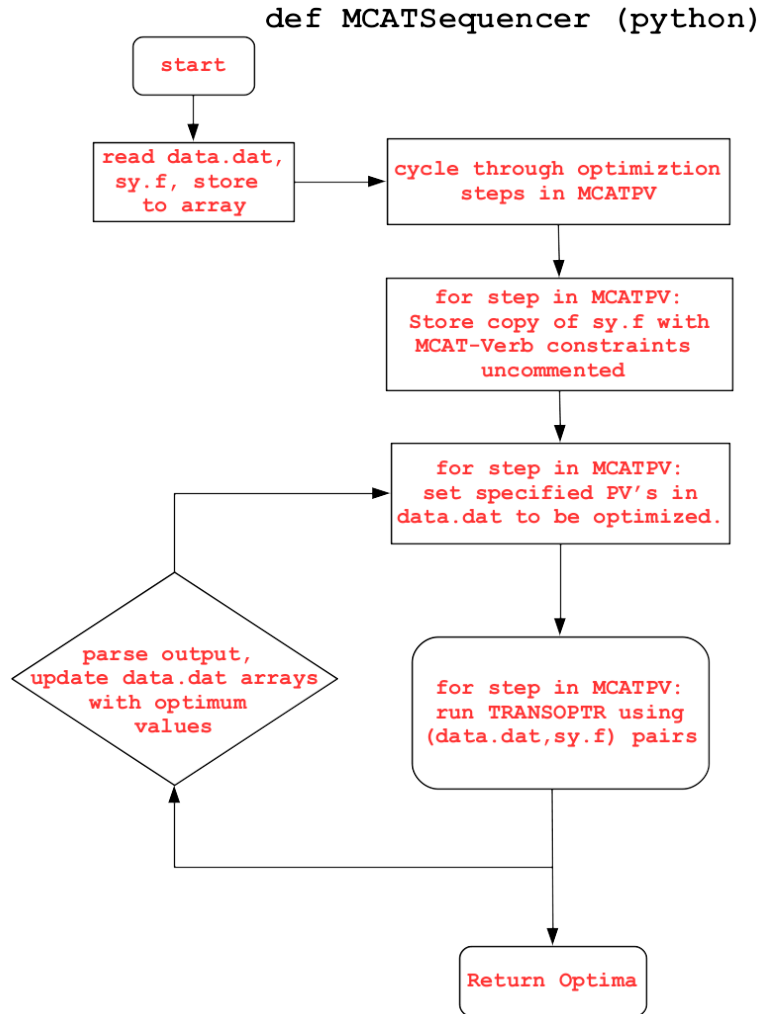 def MCATSequencer (python)
start
read data.dat,
sy.f, store
to array
cycle through optimiztion
steps in MCATPV
for step in MCATPV:
Store copy of sy.f with
MCAT-Verb constraints
uncommented
for step in MCATPV:
set specified PV's in
data.dat to be optimized.
parse output,
update data.dat arrays
with optimum
values
for step in MCATPV:
run TRANSOPTR using
(data.dat,sy.f) pairs
Return Optima